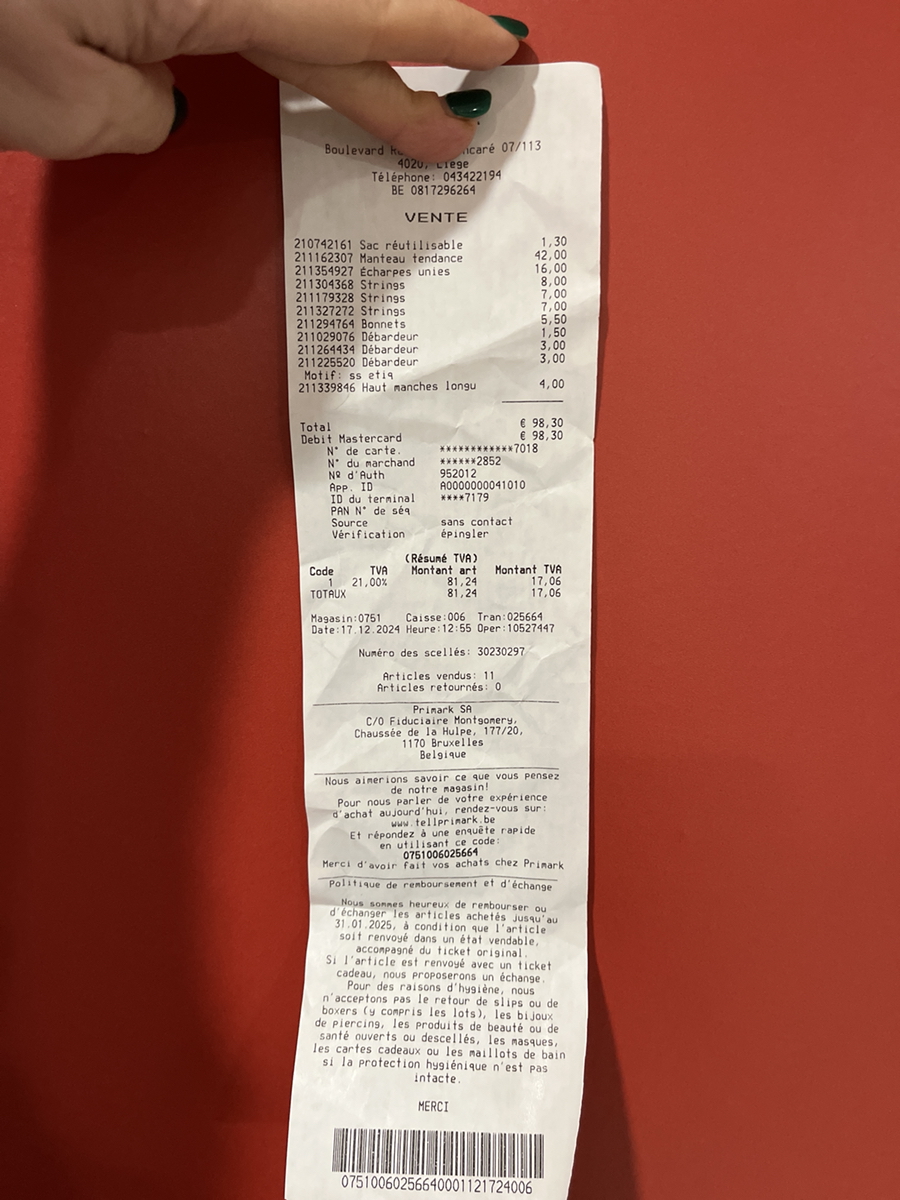 Boulevard 07/113
4020, Liège
Téléphone: 043422194
BE 0817296264
VENTE
210742161 Sac réutilisable 1,30
211162307 Manteau tendance 42,00
211354927 Écharpes unies 16,00
211304368 Strings 8,00
211179328 Strings 7,00
211327272 Strings 7,00
211294764 Bonnets 5,50
211029076 Débardeur 1,50
211264434 Débardeur 3,00
211225520 Débardeur 3,00
Motif: ss etiq
211339846 Haut manches longu 4,00
Total € 98,30
Debit Mastercard € 98,30
N° de carte. ************7018
N° du marchand ******2852
Nº d'Auth 952012
App. ID A0000000041010
ID du terminal ****7179
PAN N° de séq
Source sans contact
Vérification épingler
(Résumé TVA)
Code TVA Montant art Montant TVA
1 21,00% 81,24 17,06
TOTAUX 81,24 17,06
Magasin:0751 Caisse:006 Tran:025664
Date:17.12.2024 Heure:12:55 Oper:10527447
Numéro des scellés: 30230297
Articles vendus: 11
Articles retournés: 0
Primark SA
C/O Fiduciaire Montgomery,
Chaussée de la Hulpe, 177/20,
1170 Bruxelles
Belgique
Nous aimerions savoir ce que vous pensez
de notre magasin!
Pour nous parler de votre expérience
d'achat aujourd'hui, rendez-vous sur:
www.tellprimark.be
Et répondez à une enquête rapide
en utilisant ce code:
0751006025664
Merci d'avoir fait vos achats chez Primark
Politique de remboursement et d'échange
Nous sommes heureux de rembourser ou
d'échanger les articles achetés jusqu'au
31.01.2025, à condition que l'article
soit renvoyé dans un état vendable,
accompagné du ticket original.
Si l'article est renvoyé avec un ticket
cadeau, nous proposerons un échange.
Pour des raisons d'hygiène, nous
n'acceptons pas le retour de slips ou de
boxers (y compris les lots), les bijoux
de piercing, les produits de beauté ou de
santé ouverts ou descellés, les masques,
les cartes cadeaux ou les maillots de bain
si la protection hygiénique n'est pas
intacte.
MERCI
07510060256640001121724006